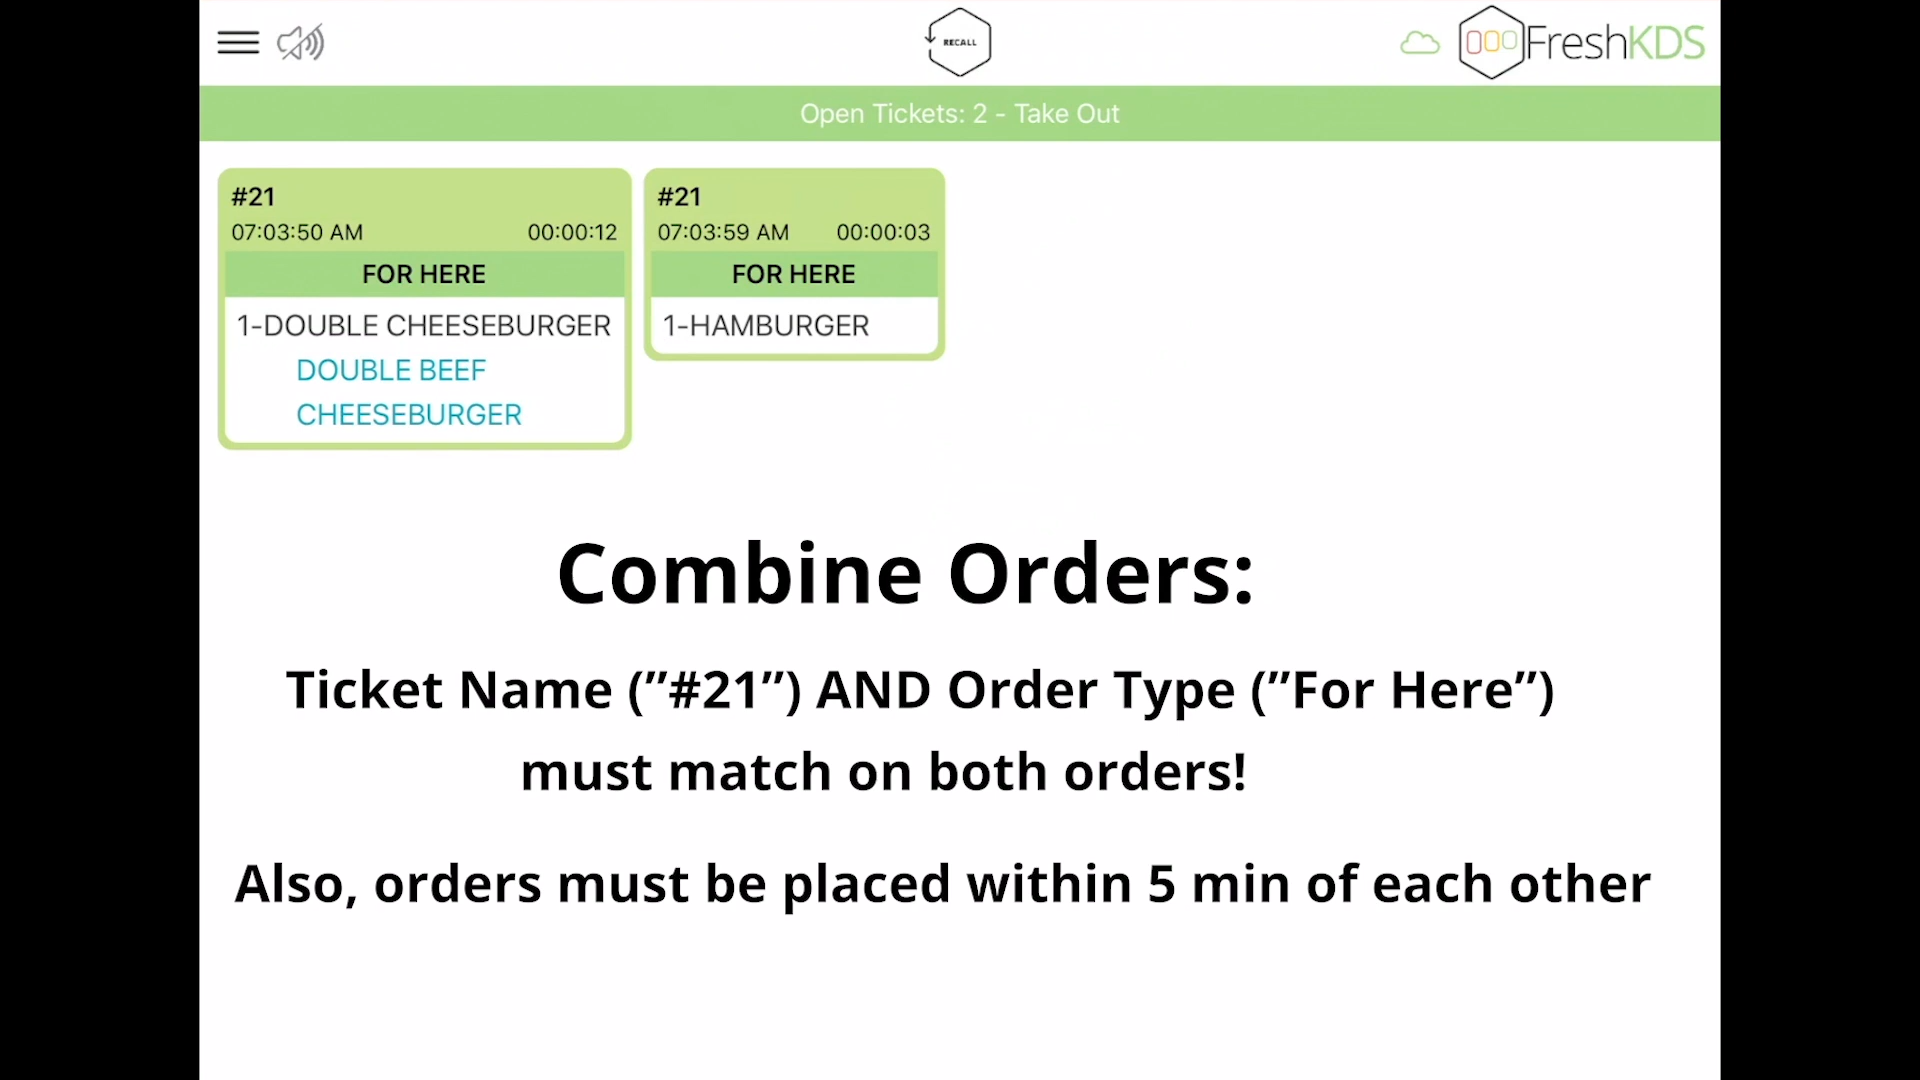 RECALL
FreshKDS
Open Tickets: 2 - Take Out
#21
07:03:50 AM 00:00:12
FOR HERE
1-DOUBLE CHEESEBURGER
DOUBLE BEEF
CHEESEBURGER
#21
07:03:59 AM 00:00:03
FOR HERE
1-HAMBURGER
Combine Orders:
Ticket Name (”#21”) AND Order Type (”For Here”)
must match on both orders!
Also, orders must be placed within 5 min of each other